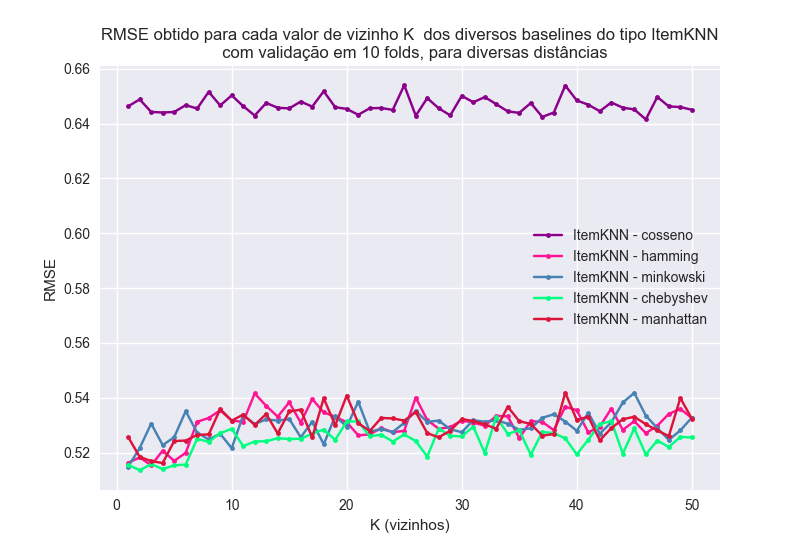 RMSE obtido para cada valor de vizinho K  dos diversos baselines do tipo ItemKNN
com validação em 10 folds, para diversas distâncias
0.66
0.64
0.62
0.60
0.58
0.56
0.54
0.52
RMSE
ItemKNN - cosseno
ItemKNN - hamming
ItemKNN - minkowski
ItemKNN - chebyshev
ItemKNN - manhattan
0 10 20 30 40 50
K (vizinhos)